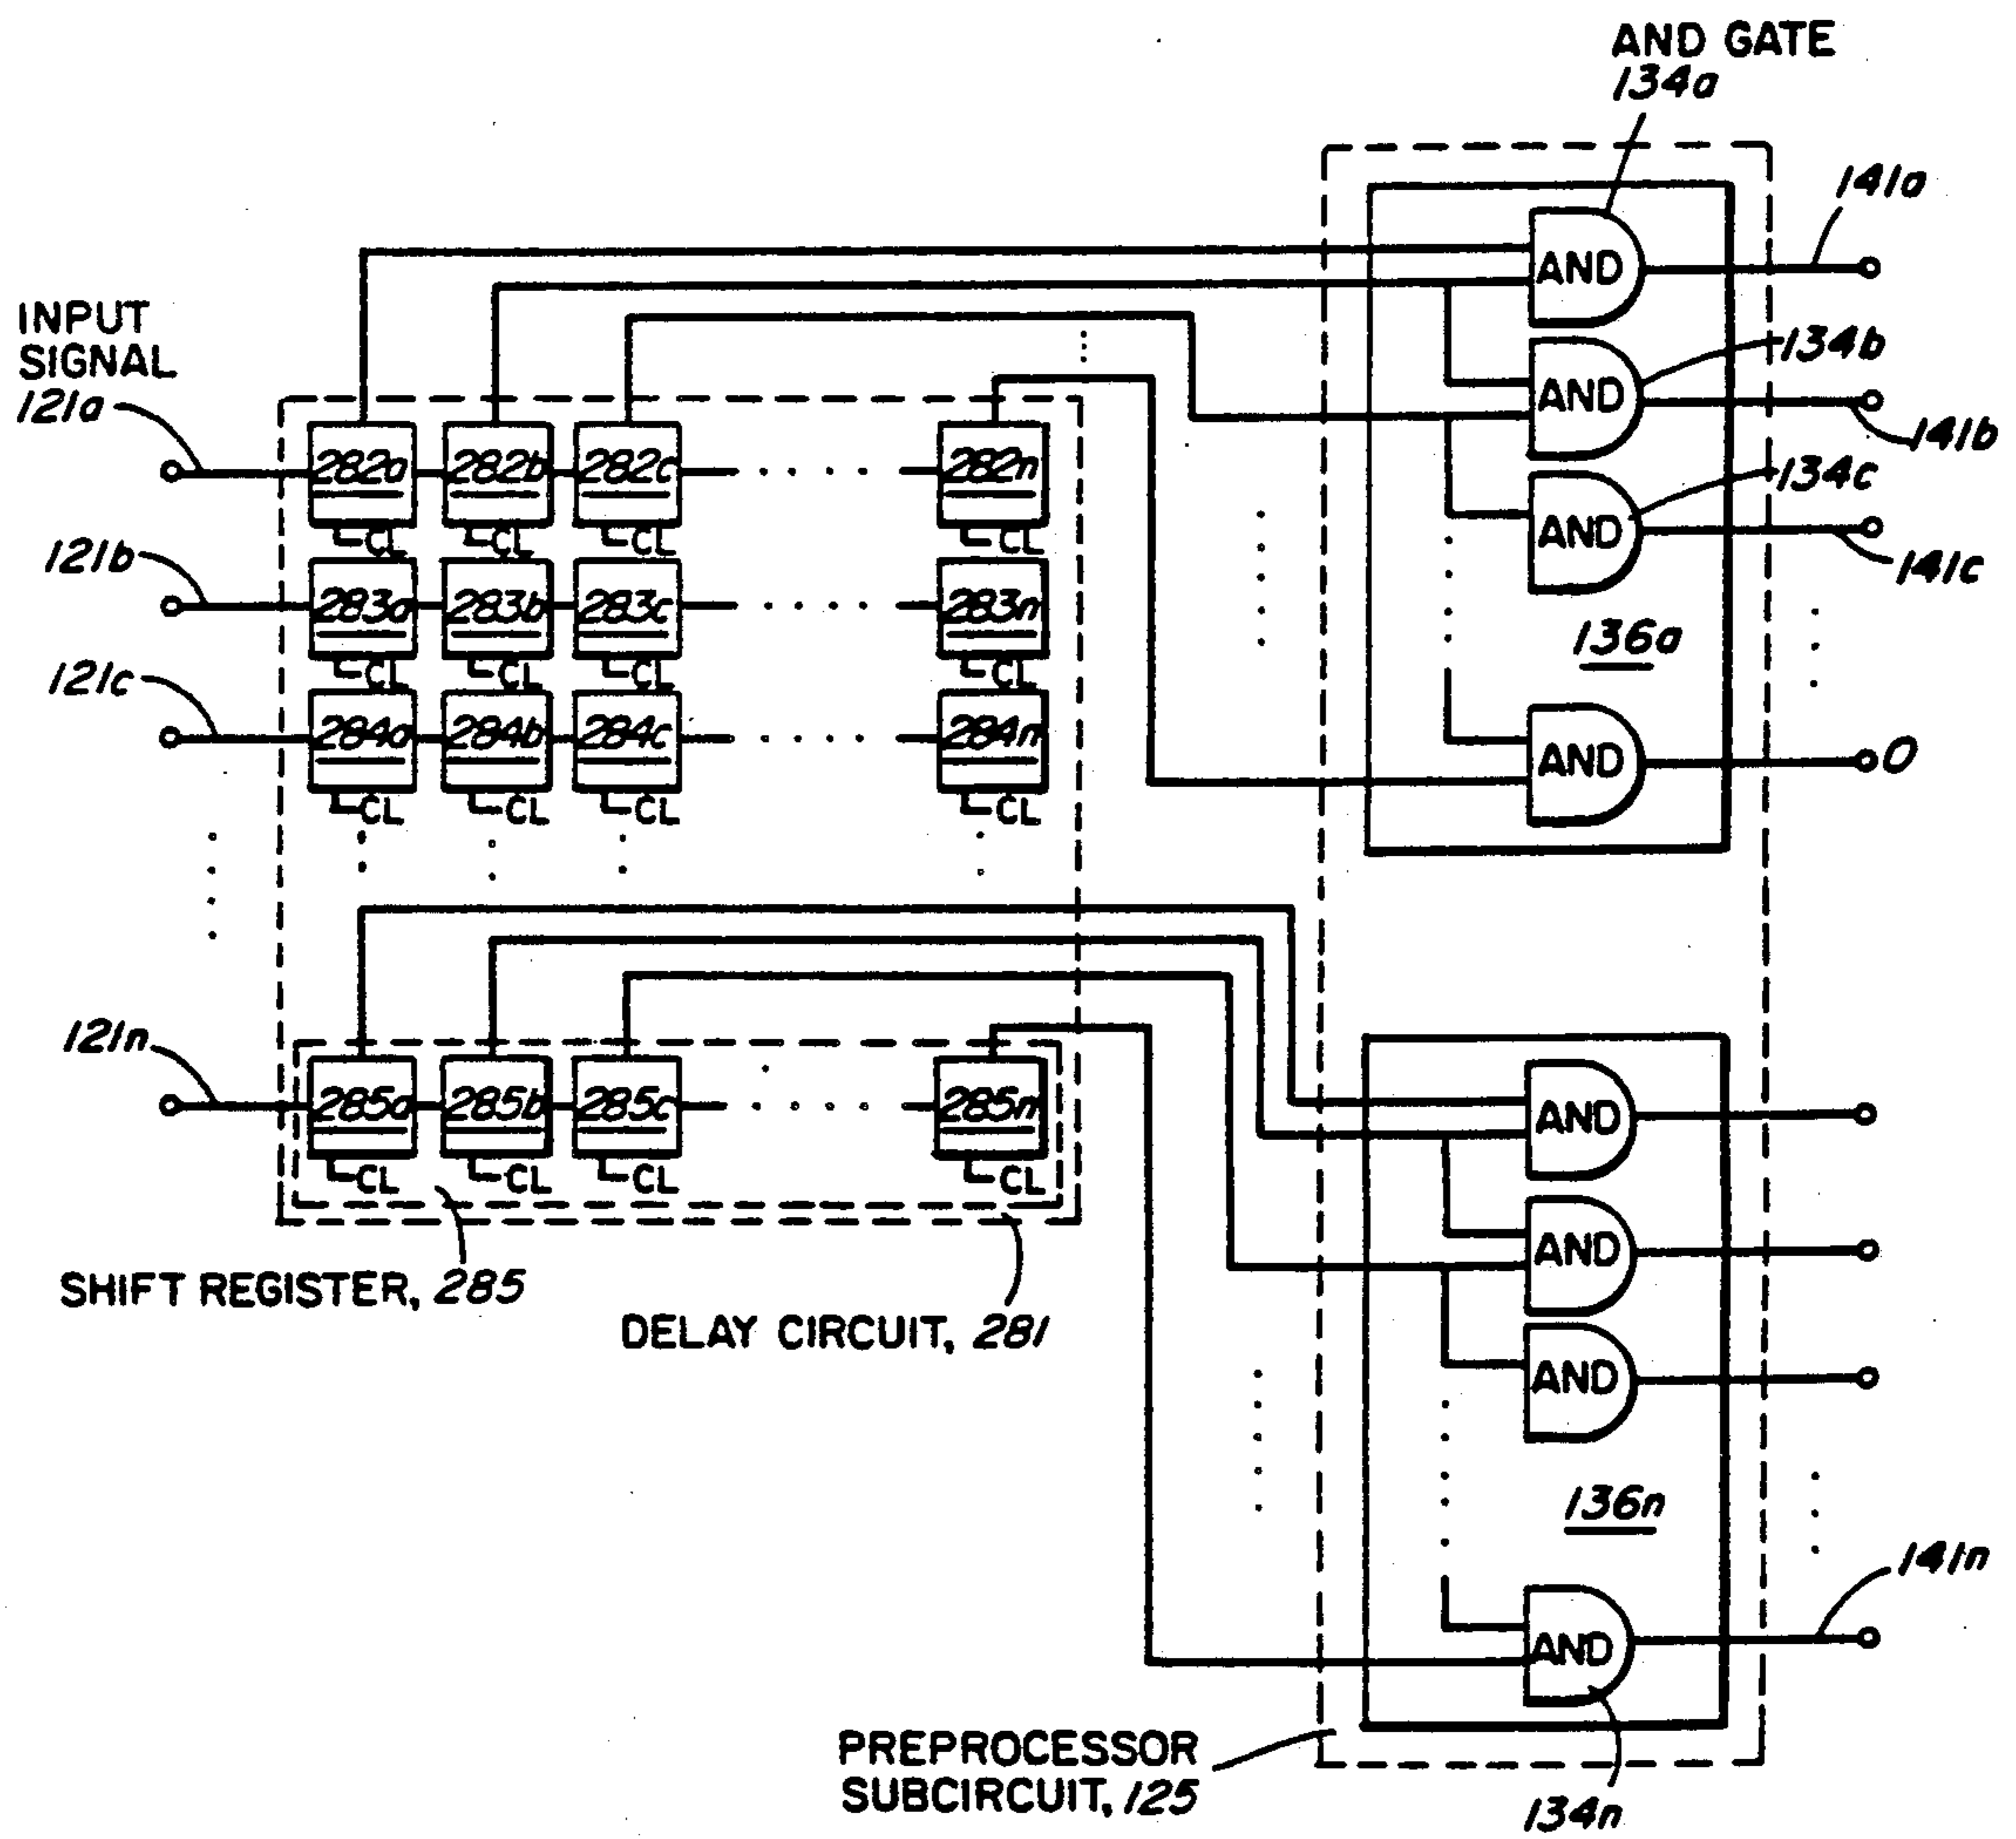 AND GATE
134a
141a
INPUT
SIGNAL
121a
AND
134b
AND
141b
282a 282b 282c 282n
134c
CL CL CL CL
AND
121b
141c
283a 283b 283c 283n
136a
CL CL CL CL
121c
284a 284b 284c 284n
AND
O
CL CL CL CL
121n
285a 285b 285c 285n
AND
CL CL CL CL
AND
SHIFT REGISTER, 285
DELAY CIRCUIT, 281
AND
136n
141n
AND
PREPROCESSOR
SUBCIRCUIT, 125
134n